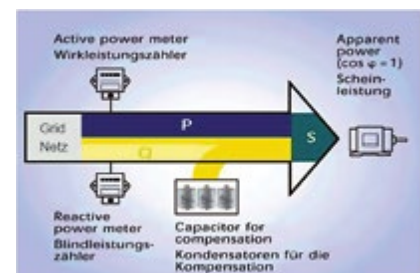 Active power meter
Wirkleistungszähler
Apparent
power
(cos φ = 1)
Schein-
leistung
Grid
Netz
P
Q
S
Reactive
power meter
Blindleistungs-
zähler
Capacitor for
compensation
Kondensatoren für die
Kompensation